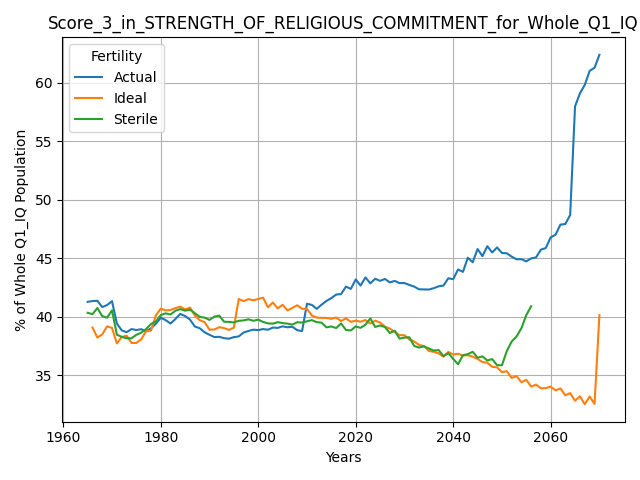 Score_3_in_STRENGTH_OF_RELIGIOUS_COMMITMENT_for_Whole_Q1_IQ
Fertility
Actual
Ideal
Sterile
% of Whole Q1_IQ Population
60
55
50
45
40
35
1960
1980
2000
2020
2040
2060
Years